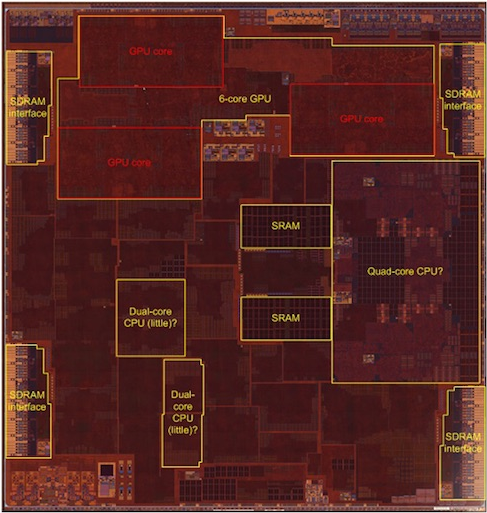 GPU core
6-core GPU
SDRAM
interface
SDRAM
interface
GPU core
GPU core
SRAM
Quad-core CPU?
Dual-core
CPU (little)?
SRAM
SDRAM
interface
Dual-
core
CPU
(little)?
SDRAM
interface